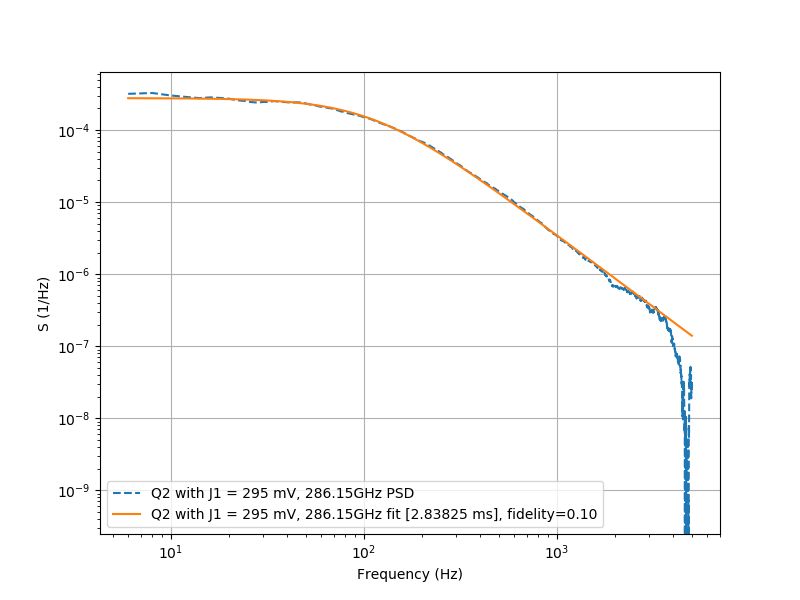 S (1/Hz)
10⁻⁴
10⁻⁵
10⁻⁶
10⁻⁷
10⁻⁸
10⁻⁹
Q2 with J1 = 295 mV, 286.15GHz PSD
Q2 with J1 = 295 mV, 286.15GHz fit [2.83825 ms], fidelity=0.10
10¹ 10² 10³
Frequency (Hz)